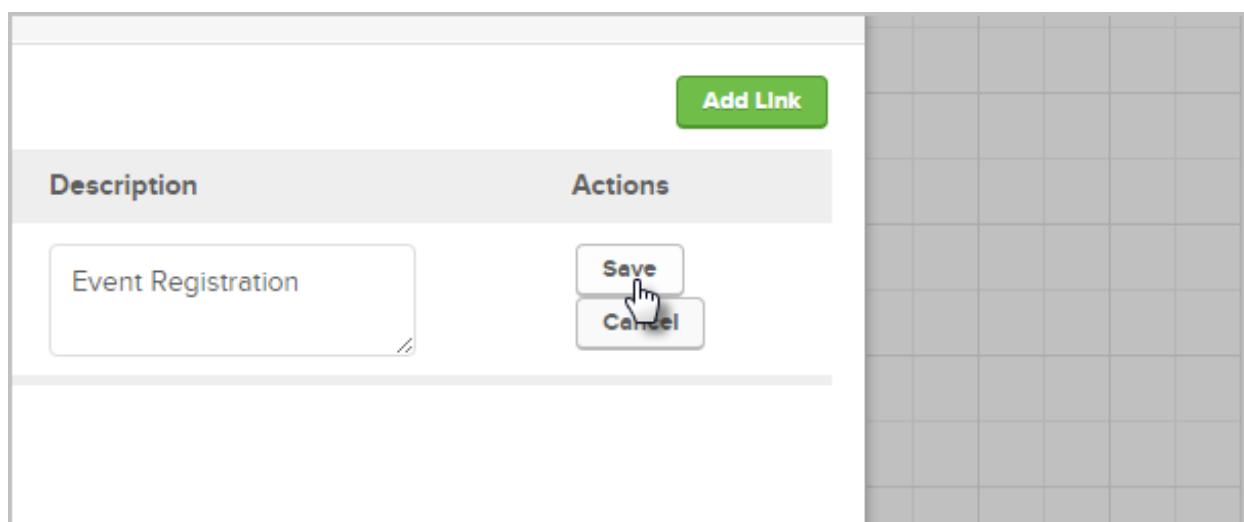 Add Link
Description Actions
Event Registration
Save
Cancel